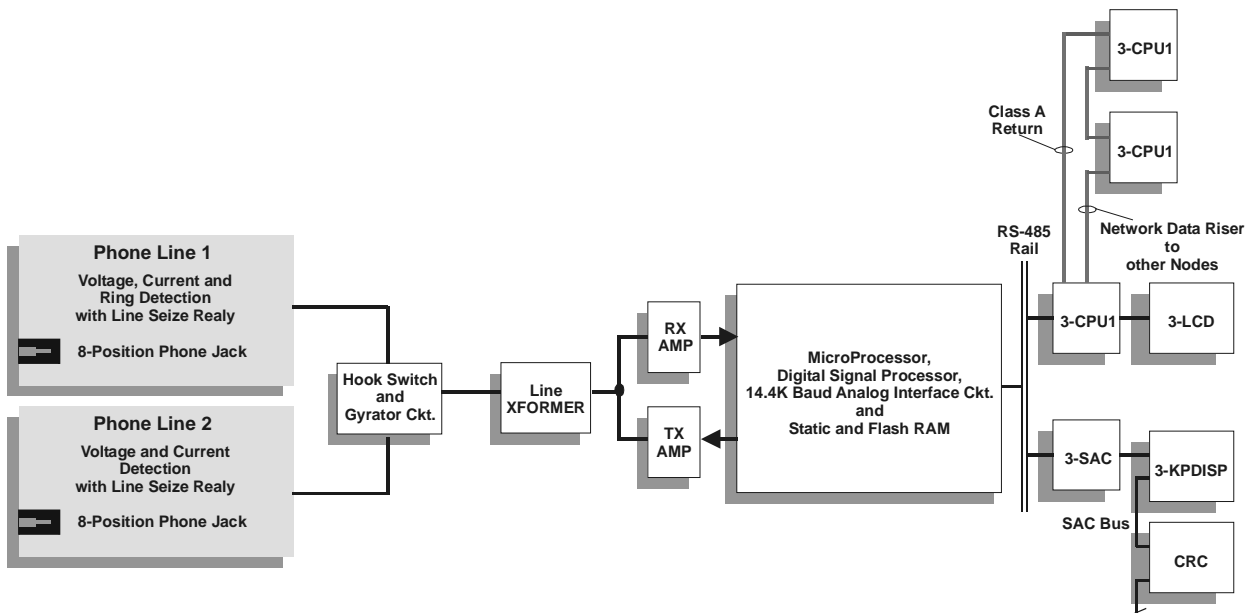 3-CPU1
Class A
Return
3-CPU1
Network Data Riser
to
other Nodes
RS-485
Rail
Phone Line 1
Voltage, Current and
Ring Detection
with Line Seize Realy
8-Position Phone Jack
Phone Line 2
Voltage and Current
Detection
with Line Seize Realy
8-Position Phone Jack
Hook Switch
and
Gyrator Ckt.
Line
XFORMER
RX
AMP
TX
AMP
MicroProcessor,
Digital Signal Processor,
14.4K Baud Analog Interface Ckt.
and
Static and Flash RAM
3-CPU1
3-LCD
3-SAC
3-KPDISP
SAC Bus
CRC